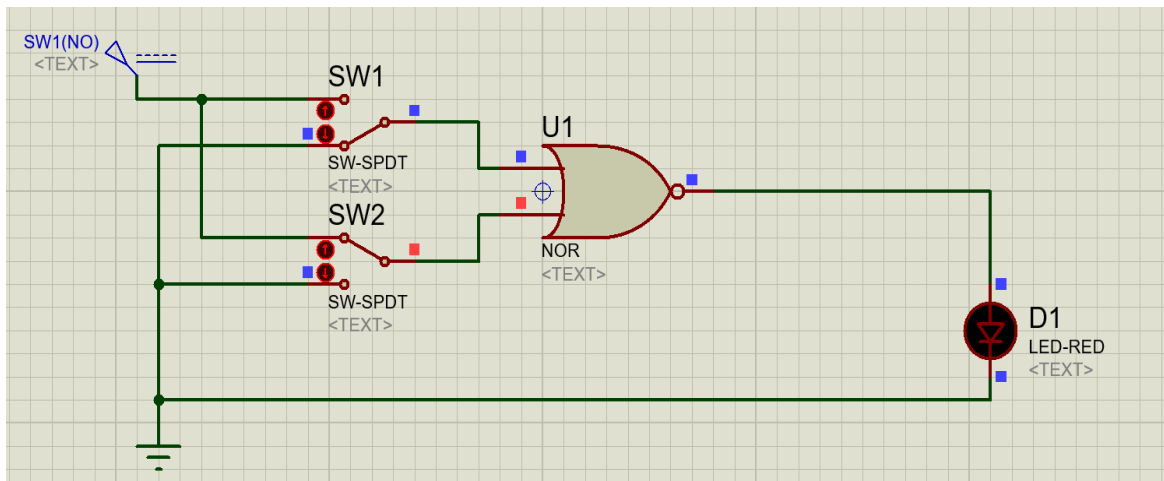 SW1(NO)
<TEXT>
SW1
SW-SPDT
<TEXT>
SW2
SW-SPDT
<TEXT>
U1
NOR
<TEXT>
D1
LED-RED
<TEXT>